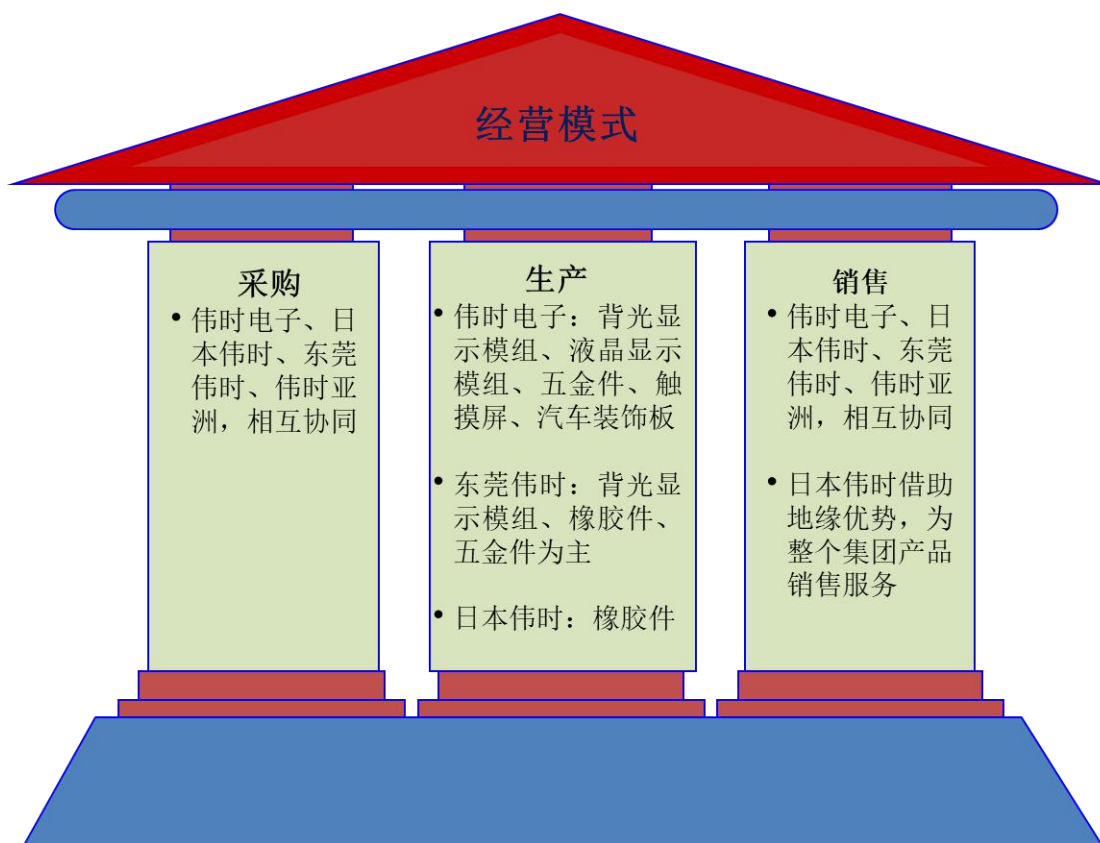 经营模式
采购
• 伟时电子、日
本伟时、东莞
伟时、伟时亚
洲，相互协同
生产
• 伟时电子：背光显
示模组、液晶显示
模组、五金件、触
摸屏、汽车装饰板
• 东莞伟时：背光显
示模组、橡胶件、
五金件为主
• 日本伟时：橡胶件
销售
• 伟时电子、日
本伟时、东莞
伟时、伟时亚
洲，相互协同
• 日本伟时借助
地缘优势，为
整个集团产品
销售服务